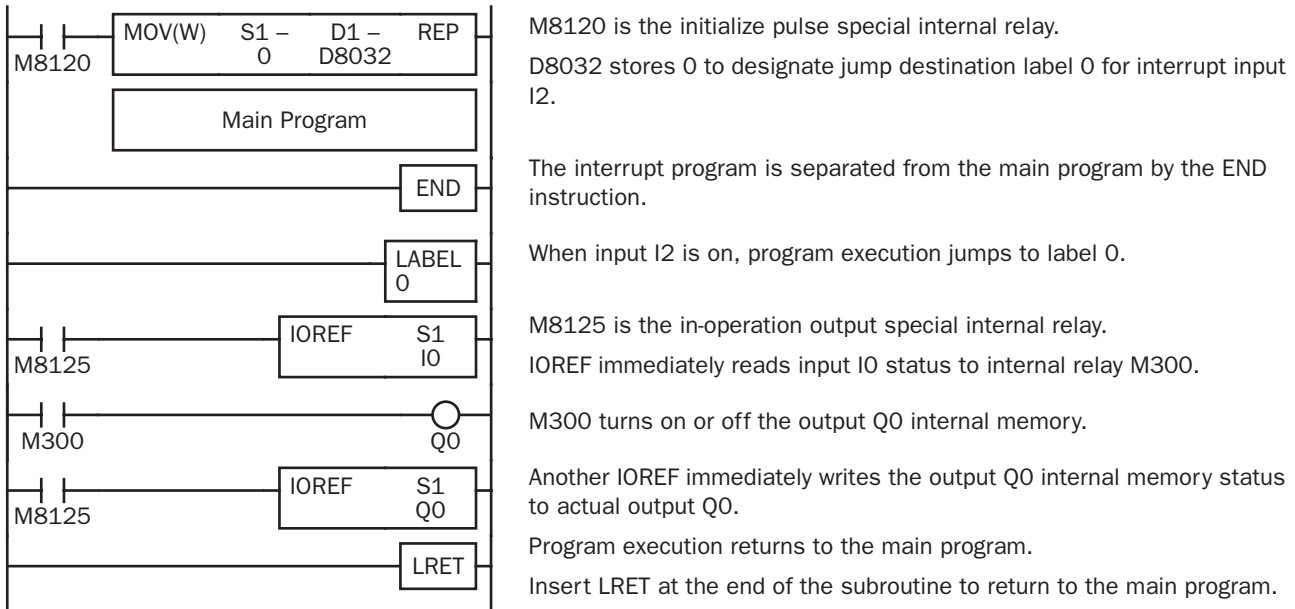 MOV(W) S1 – D1 – REP
0 D8032
M8120
M8120 is the initialize pulse special internal relay.
D8032 stores 0 to designate jump destination label 0 for interrupt input
I2.
Main Program
END
The interrupt program is separated from the main program by the END
instruction.
LABEL
0
When input I2 is on, program execution jumps to label 0.
IOREF S1
I0
M8125
M8125 is the in-operation output special internal relay.
IOREF immediately reads input I0 status to internal relay M300.
M300
Q0
M300 turns on or off the output Q0 internal memory.
IOREF S1
Q0
M8125
Another IOREF immediately writes the output Q0 internal memory status
to actual output Q0.
LRET
Program execution returns to the main program.
Insert LRET at the end of the subroutine to return to the main program.